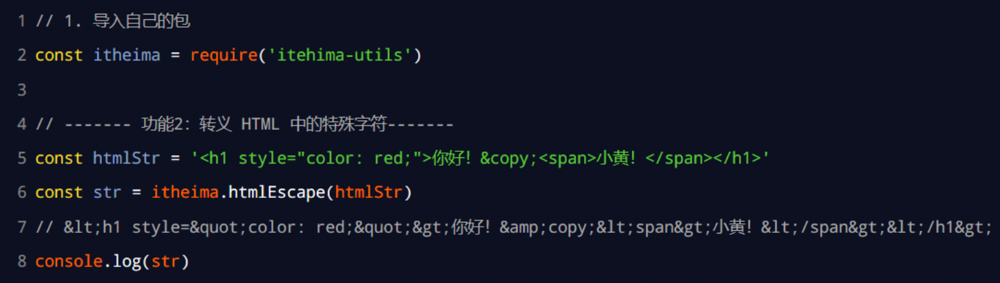 1 // 1. 导入自己的包
2 const itheima = require('itehima-utils')
3
4 // ------- 功能2：转义 HTML 中的特殊字符-------
5 const htmlStr = '<h1 style="color: red;">你好！&copy;<span>小黄！</span></h1>'
6 const str = itheima.htmlEscape(htmlStr)
7 // &lt;h1 style=&quot;color: red;&quot;&gt;你好！&amp;copy;&lt;span&gt;小黄！&lt;/span&gt;&lt;/h1&gt;
8 console.log(str)